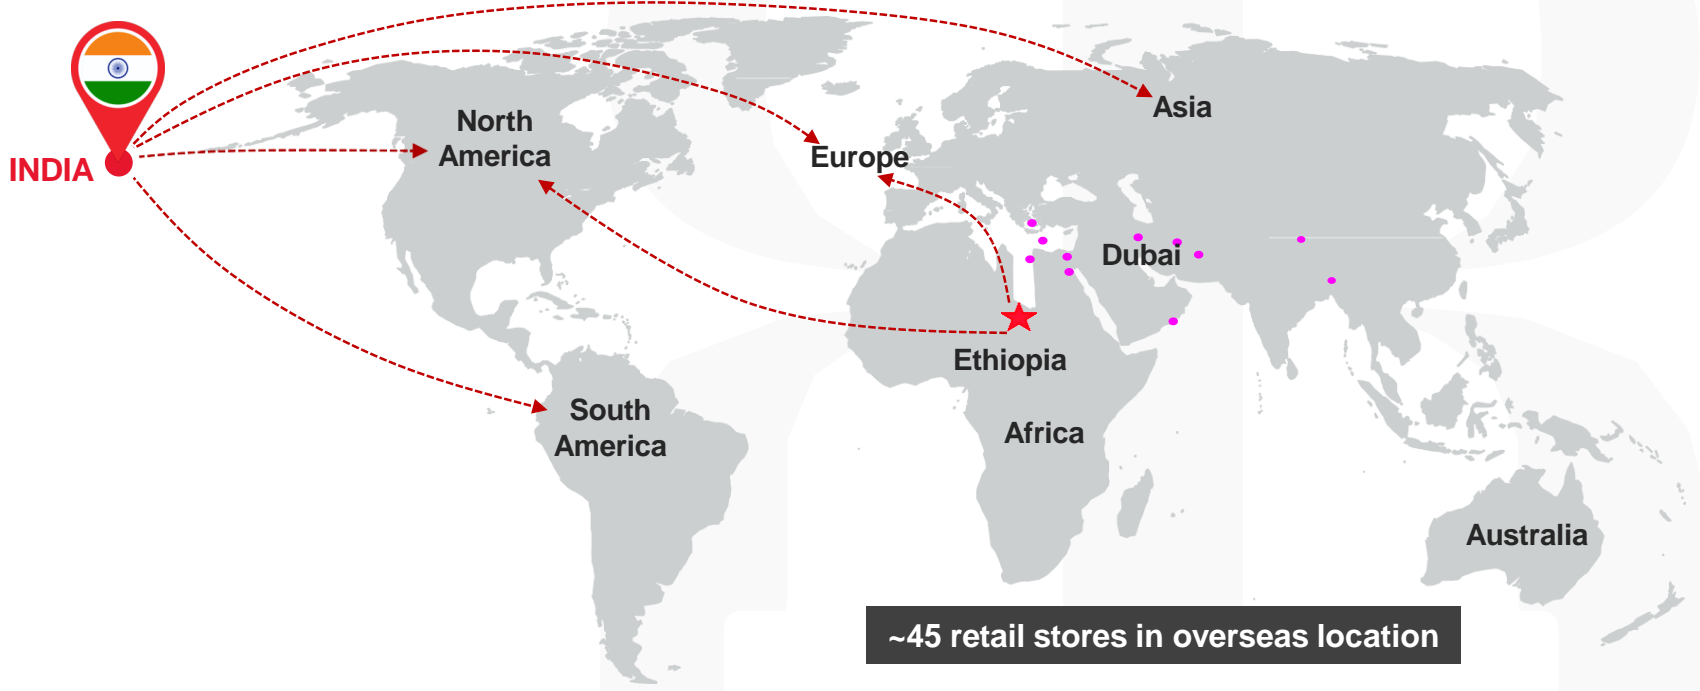 INDIA
North
America
Europe
Asia
Dubai
Ethiopia
South
America
Africa
Australia
~45 retail stores in overseas location